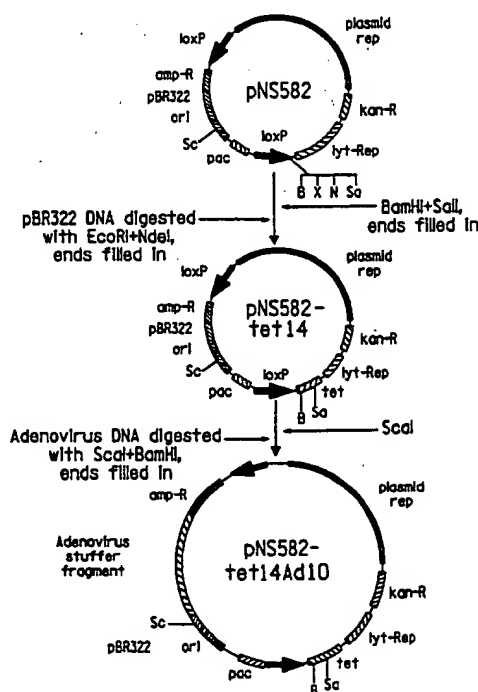 plasmid
rep
loxP
amp-R
pBR322
ori
pNS582
kan-R
Sc
pac
loxP
lyt-Rep
B X N Sa
pBR322 DNA digested
with EcoRI+NdeI,
ends filled in
BamHI+SalI,
ends filled in
plasmid
rep
loxP
amp-R
pBR322
ori
pNS582-
tet14
kan-R
Sc
pac
loxP
lyt-Rep
tet
B
Sa
Adenovirus DNA digested
with ScaI+BamHI,
ends filled in
ScaI
amp-R
plasmid
rep
Adenovirus
stuffer
fragment
pNS582-
tet14Ad10
kan-R
Sc
pBR322
ori
lyt-Rep
pac
tet
B
Sa